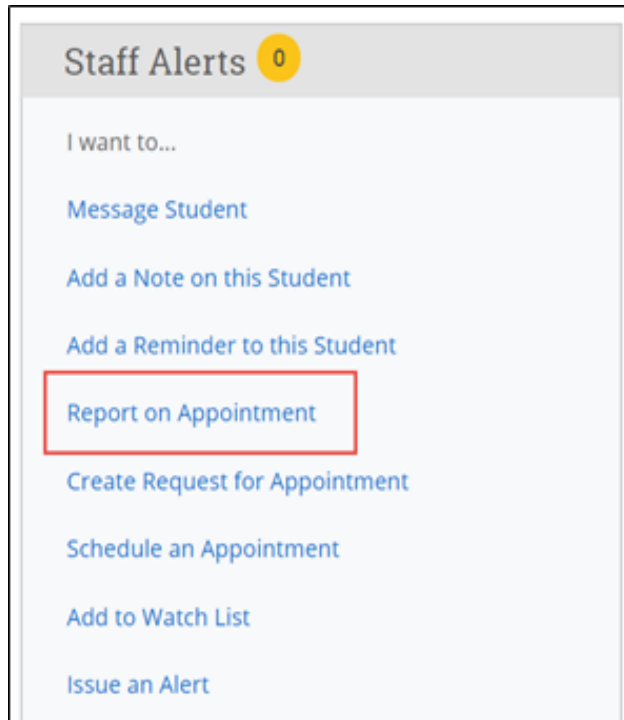 Staff Alerts 0
I want to...
Message Student
Add a Note on this Student
Add a Reminder to this Student
Report on Appointment
Create Request for Appointment
Schedule an Appointment
Add to Watch List
Issue an Alert